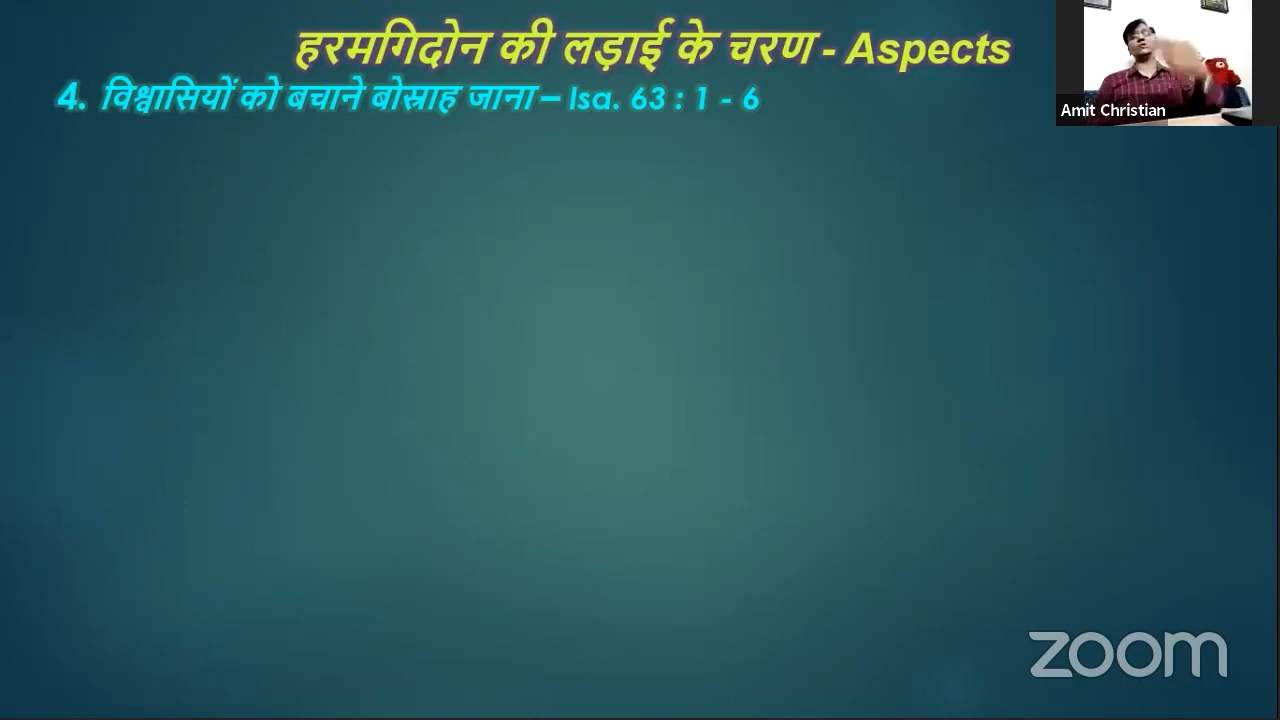 हरमगिदोन की लड़ाई के चरण - Aspects
4. विश्वासियों को बचाने बोस्राह जाना – Isa. 63 : 1 - 6
Amit Christian
zoom